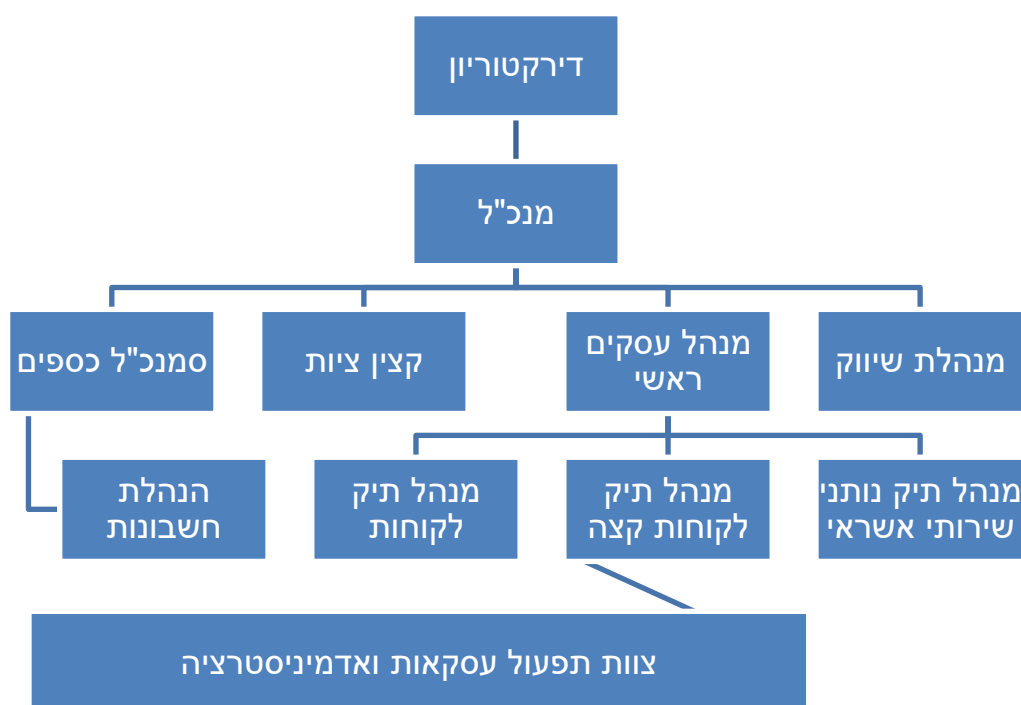 דירקטוריון
מנכ"ל
מנהלת שיווק
מנהל עסקים
ראשי
קצין ציות
סמנכ"ל כספים
מנהל תיק נותני
שירותי אשראי
מנהל תיק
לקוחות קצה
מנהל תיק
לקוחות
הנהלת
חשבונות
צוות תפעול עסקאות ואדמיניסטרציה